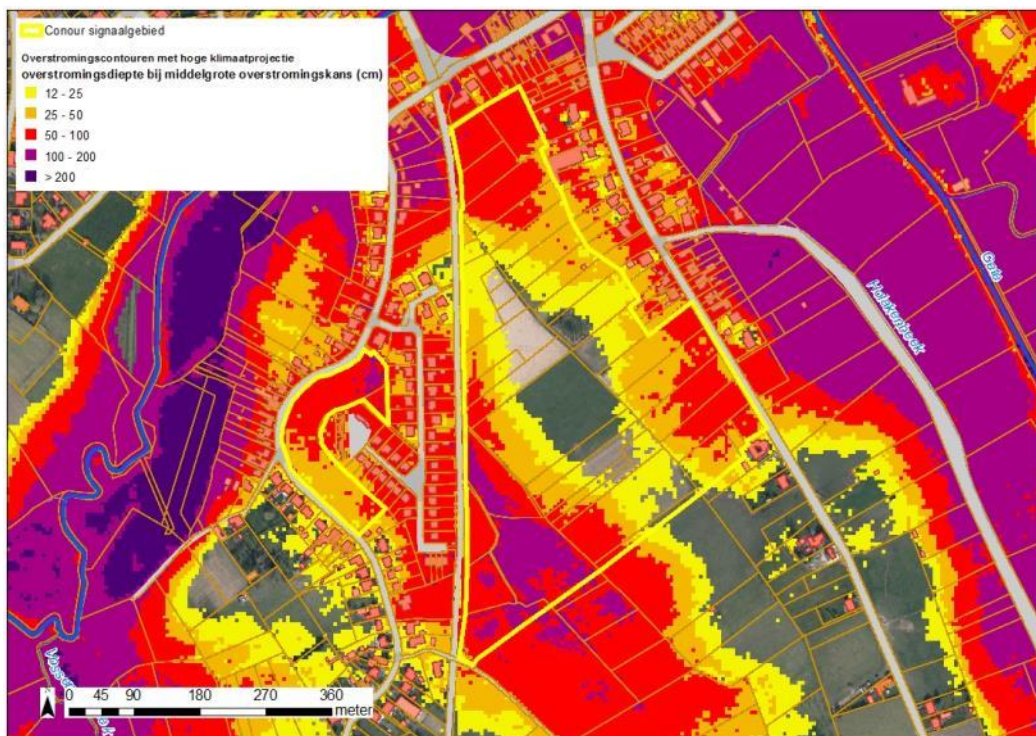 Conour signaalgebied
Overstromingscontouren met hoge klimaatprojectie
overstromingsdiepte bij middelgrote overstromingskans (cm)
12 - 25
25 - 50
50 - 100
100 - 200
> 200
Gete
0 45 90 180 270 360
meter